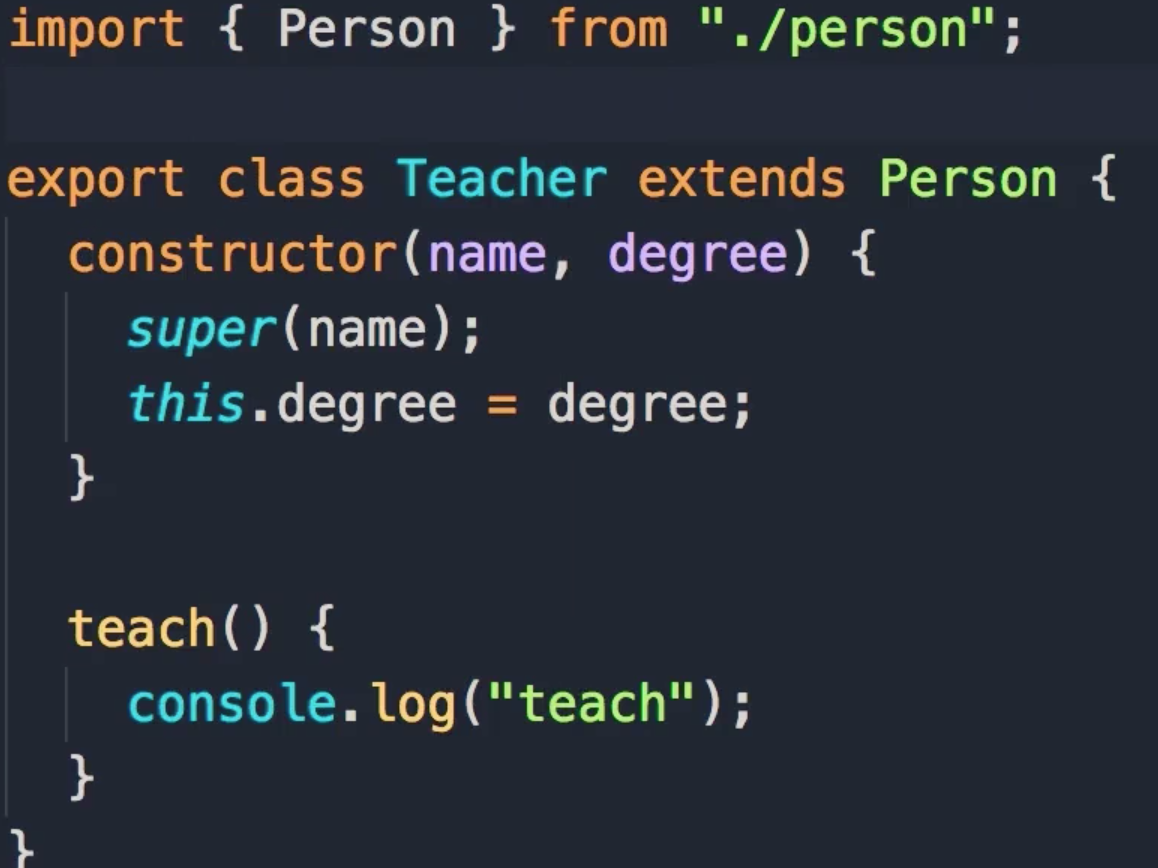 import { Person } from "./person";
export class Teacher extends Person {
constructor(name, degree) {
super(name);
this.degree = degree;
}
teach() {
console.log("teach");
}
}